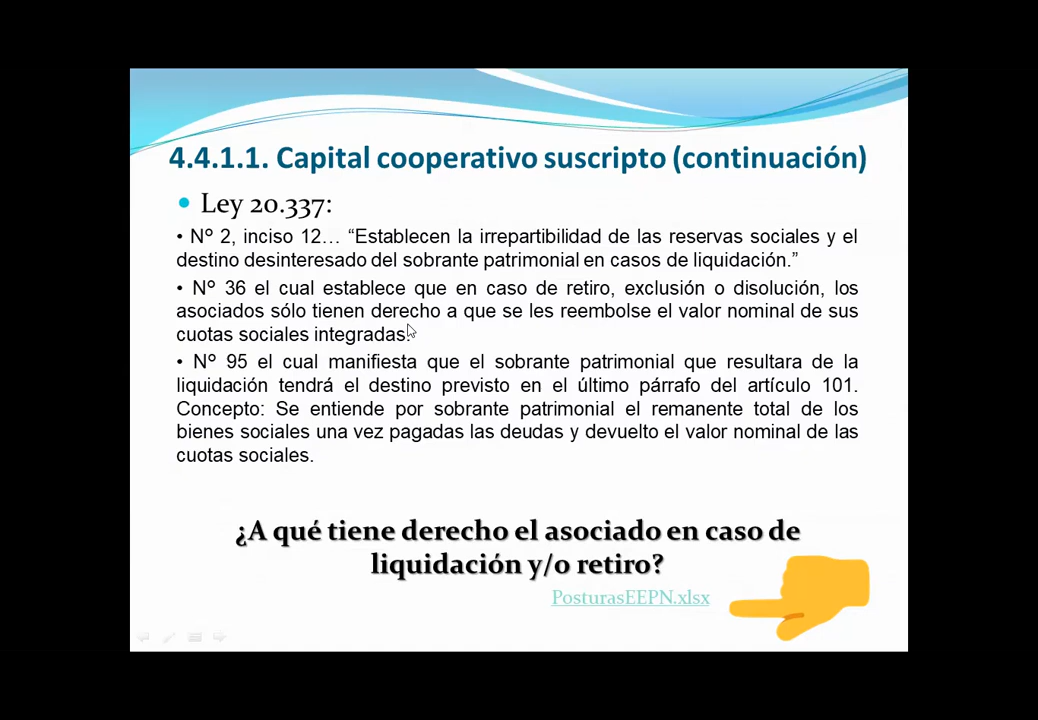 4.4.1.1. Capital cooperativo suscripto (continuación)
• Ley 20.337:
• Nº 2, inciso 12… “Establecen la irrepartibilidad de las reservas sociales y el
destino desinteresado del sobrante patrimonial en casos de liquidación.”
• Nº 36 el cual establece que en caso de retiro, exclusión o disolución, los
asociados sólo tienen derecho a que se les reembolse el valor nominal de sus
cuotas sociales integradas.
• Nº 95 el cual manifiesta que el sobrante patrimonial que resultara de la
liquidación tendrá el destino previsto en el último párrafo del artículo 101.
Concepto: Se entiende por sobrante patrimonial el remanente total de los
bienes sociales una vez pagadas las deudas y devuelto el valor nominal de las
cuotas sociales.
¿A qué tiene derecho el asociado en caso de
liquidación y/o retiro?
PosturasEEPN.xlsx